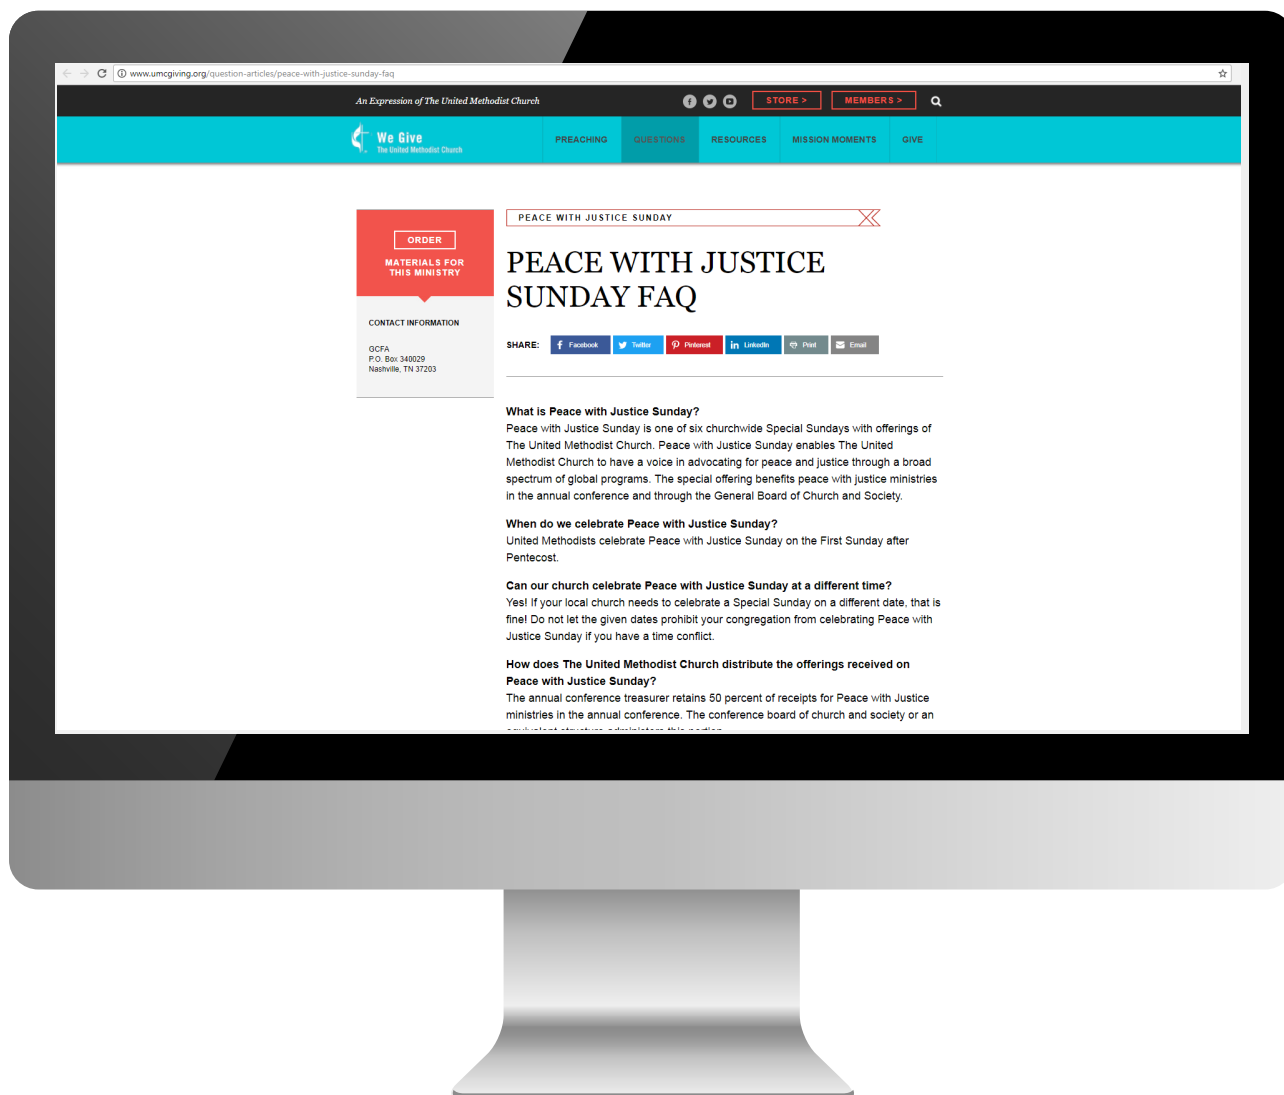 www.umcgiving.org/question-articles/peace-with-justice-sunday-faq
An Expression of The United Methodist Church
STORE >
MEMBERS >
We Give
The United Methodist Church
PREACHING
QUESTIONS
RESOURCES
MISSION MOMENTS
GIVE
ORDER
MATERIALS FOR
THIS MINISTRY
CONTACT INFORMATION
GCFA
P.O. Box 340029
Nashville, TN 37203
PEACE WITH JUSTICE SUNDAY
PEACE WITH JUSTICE
SUNDAY FAQ
SHARE:
Facebook
Twitter
Pinterest
LinkedIn
Print
Email
What is Peace with Justice Sunday?
Peace with Justice Sunday is one of six churchwide Special Sundays with offerings of
The United Methodist Church. Peace with Justice Sunday enables The United
Methodist Church to have a voice in advocating for peace and justice through a broad
spectrum of global programs. The special offering benefits peace with justice ministries
in the annual conference and through the General Board of Church and Society.
When do we celebrate Peace with Justice Sunday?
United Methodists celebrate Peace with Justice Sunday on the First Sunday after
Pentecost.
Can our church celebrate Peace with Justice Sunday at a different time?
Yes! If your local church needs to celebrate a Special Sunday on a different date, that is
fine! Do not let the given dates prohibit your congregation from celebrating Peace with
Justice Sunday if you have a time conflict.
How does The United Methodist Church distribute the offerings received on
Peace with Justice Sunday?
The annual conference treasurer retains 50 percent of receipts for Peace with Justice
ministries in the annual conference. The conference board of church and society or an